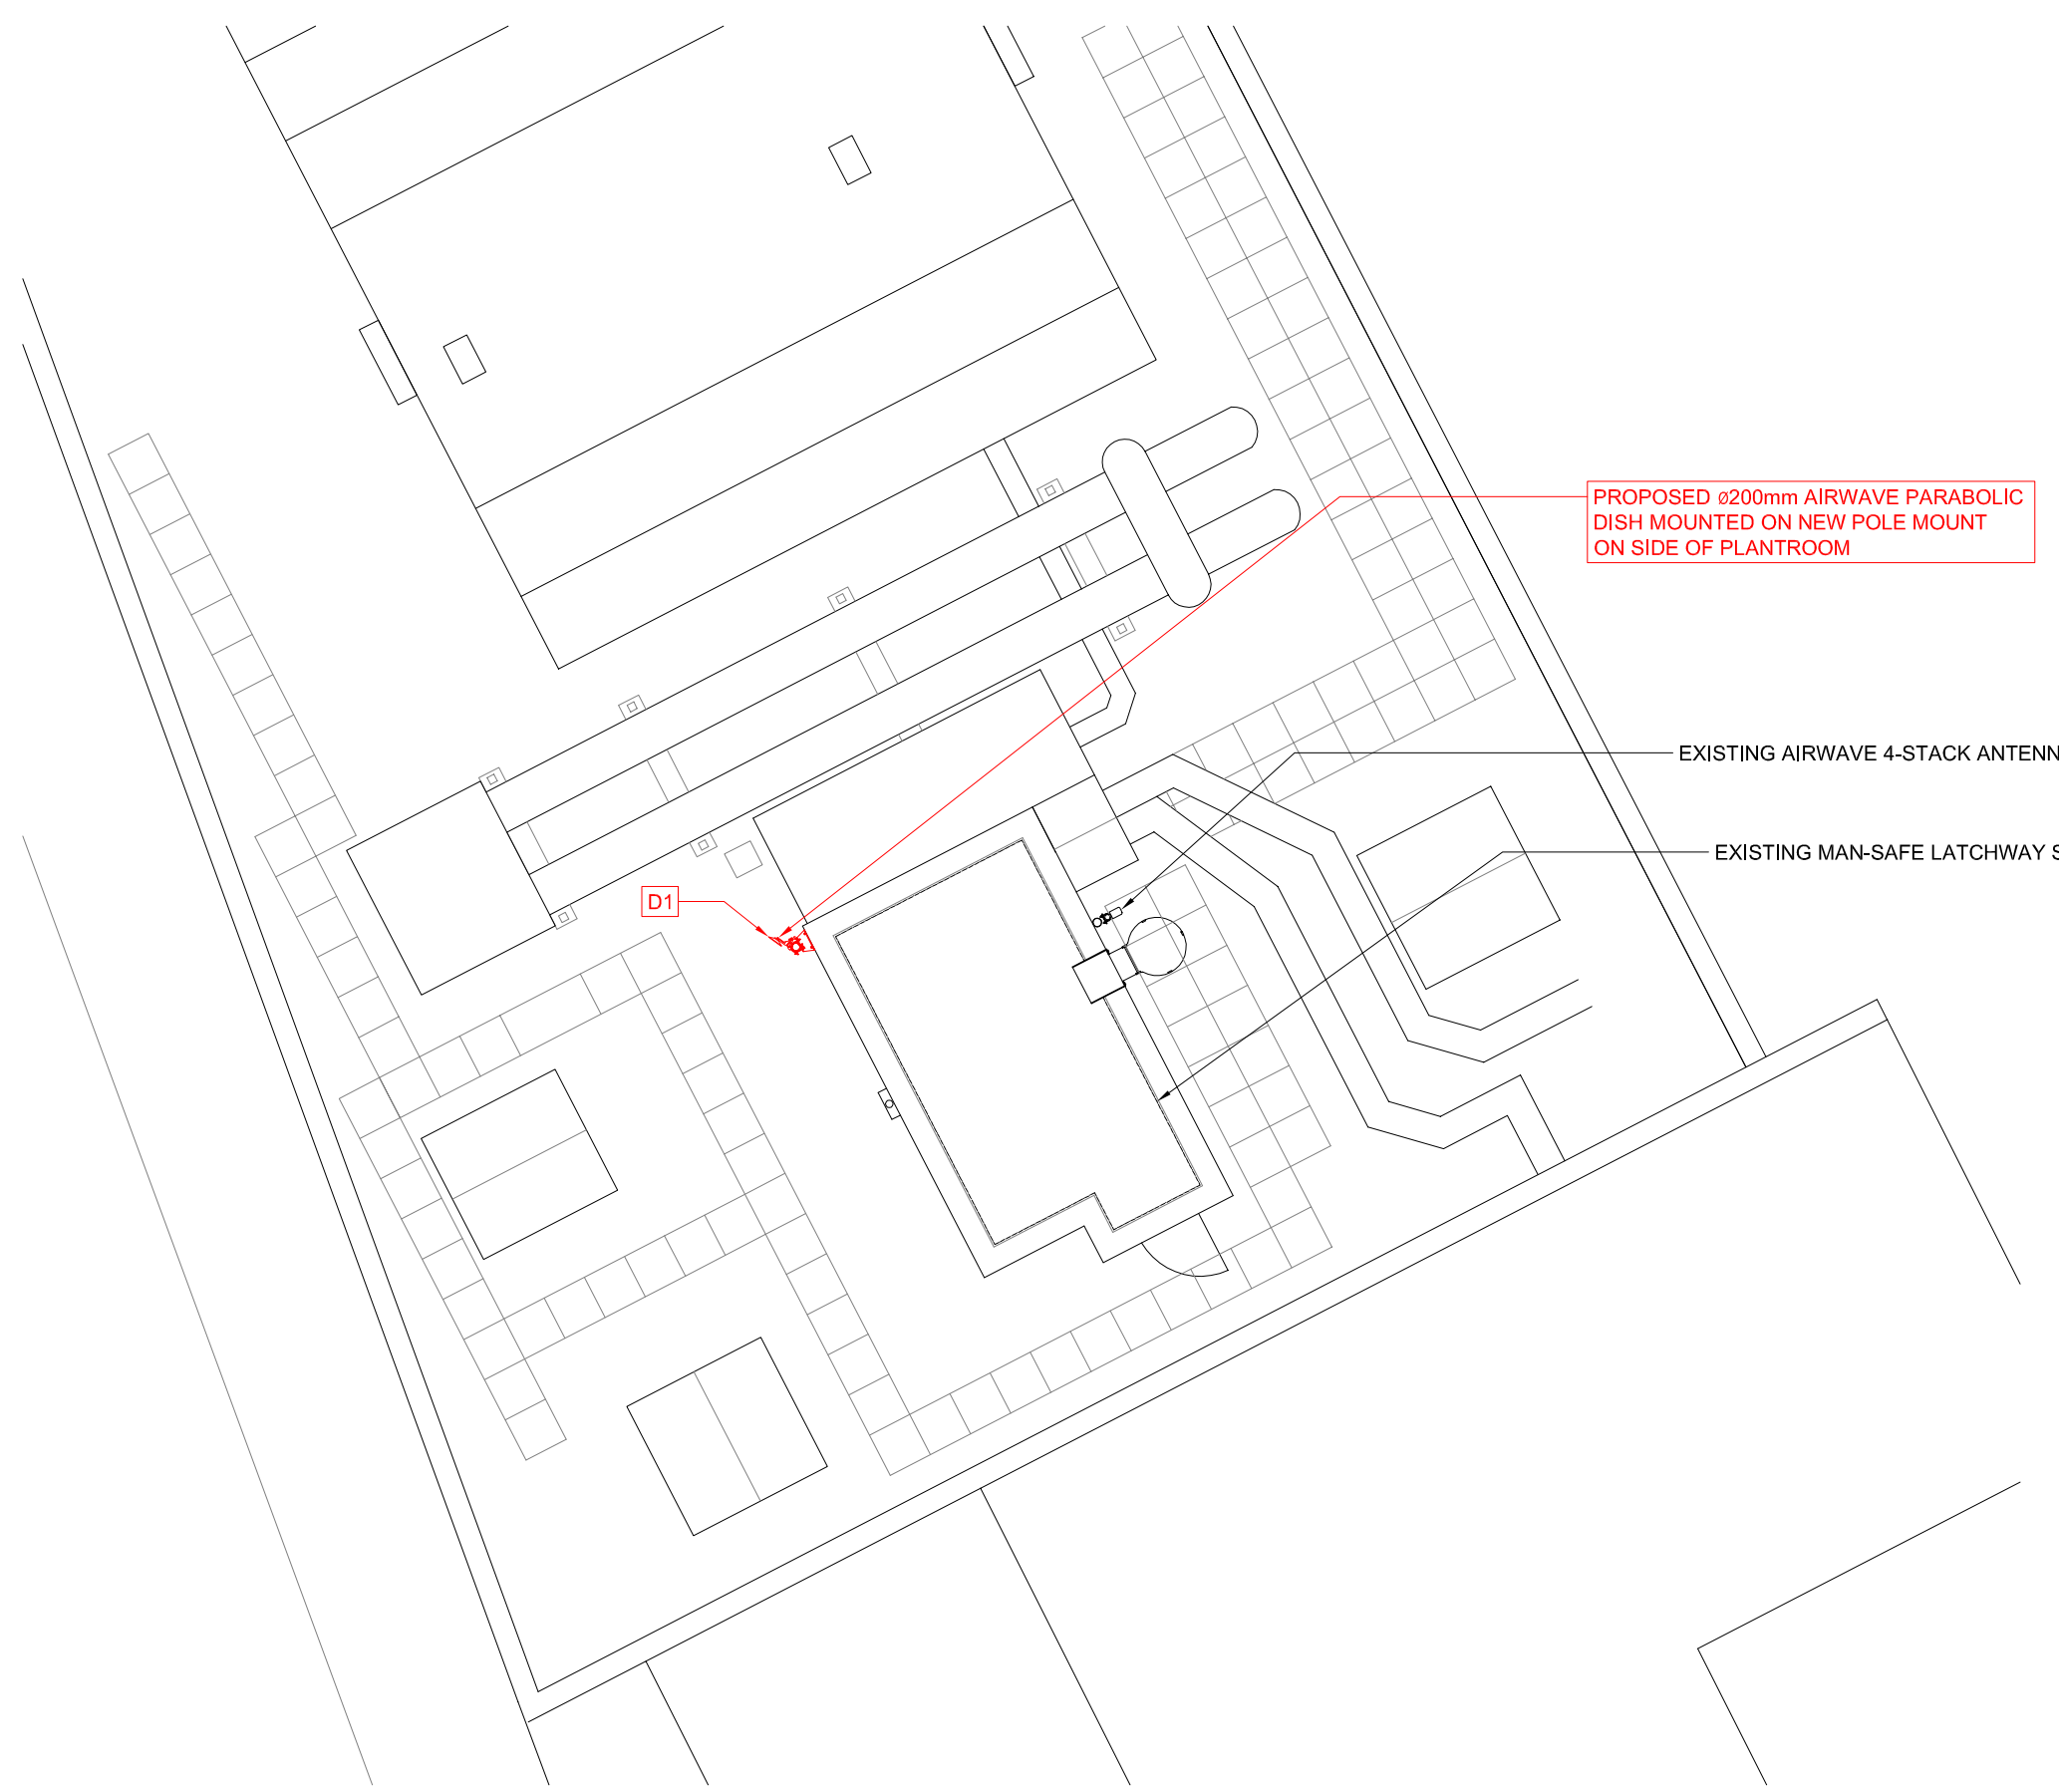 PROPOSED ø200mm AIRWAVE PARABOLIC
DISH MOUNTED ON NEW POLE MOUNT
ON SIDE OF PLANTROOM
EXISTING AIRWAVE 4-STACK ANTENN
EXISTING MAN-SAFE LATCHWAY S
D1